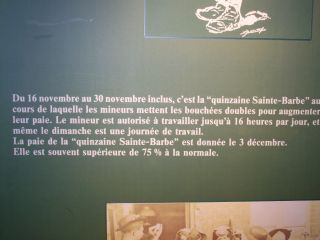 Du 16 novembre au 30 novembre inclus, c'est la "quinzaine Sainte-Barbe" au
cours de laquelle les mineurs mettent les bouchées doubles pour augmenter
leur paie. Le mineur est autorisé à travailler jusqu'à 16 heures par jour, et
même le dimanche est une journée de travail.
La paie de la "quinzaine Sainte-Barbe" est donnée le 3 décembre.
Elle est souvent supérieure de 75 % à la normale.